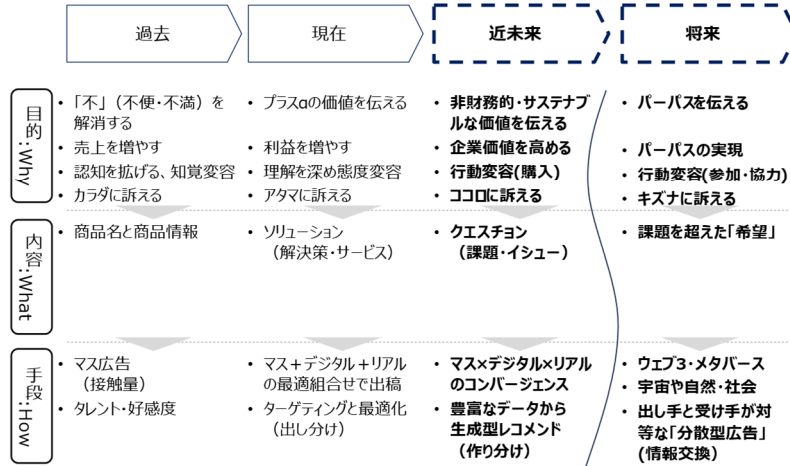 過去
現在
近未来
将来
目的:Why
• 「不」（不便・不満）を
解消する
• 売上を増やす
• 認知を拡げる、知覚変容
• カラダに訴える
• プラスαの価値を伝える
• 利益を増やす
• 理解を深め態度変容
• アタマに訴える
• 非財務的・サステナブ
ルな価値を伝える
• 企業価値を高める
• 行動変容(購入)
• ココロに訴える
• パーパスを伝える
• パーパスの実現
• 行動変容(参加・協力)
• キズナに訴える
内容:What
• 商品名と商品情報
• ソリューション
（解決策・サービス）
• クエスチョン
（課題・イシュー）
• 課題を超えた「希望」
手段:How
• マス広告
（接触量）
• タレント・好感度
• マス＋デジタル＋リアル
の最適組合せで出稿
• ターゲティングと最適化
（出し分け）
• マス×デジタル×リアル
のコンバージェンス
• 豊富なデータから
生成型レコメンド
（作り分け）
• ウェブ3・メタバース
• 宇宙や自然・社会
• 出し手と受け手が対
等な「分散型広告」
(情報交換）